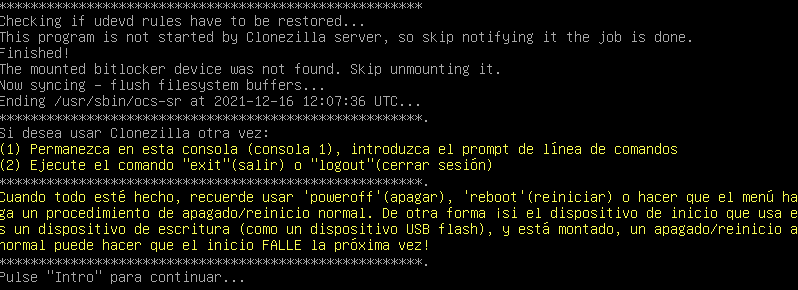 *****************************************************
Checking if udevd rules have to be restored...
This program is not started by Clonezilla server, so skip notifying it the job is done.
Finished!
The mounted bitlocker device was not found. Skip unmounting it.
Now syncing - flush filesystem buffers...
Ending /usr/sbin/ocs-sr at 2021-12-16 12:07:36 UTC...
*****************************************************.
Si desea usar Clonezilla otra vez:
(1) Permanezca en esta consola (consola 1), introduzca el prompt de línea de comandos
(2) Ejecute el comando "exit"(salir) o "logout"(cerrar sesión)
*****************************************************.
Cuando todo esté hecho, recuerde usar 'poweroff'(apagar), 'reboot'(reiniciar) o hacer que el menú ha
ga un procedimiento de apagado/reinicio normal. De otra forma ¡si el dispositivo de inicio que usa e
s un dispositivo de escritura (como un dispositivo USB flash), y está montado, un apagado/reinicio a
normal puede hacer que el inicio FALLE la próxima vez!
*****************************************************.
Pulse "Intro" para continuar...